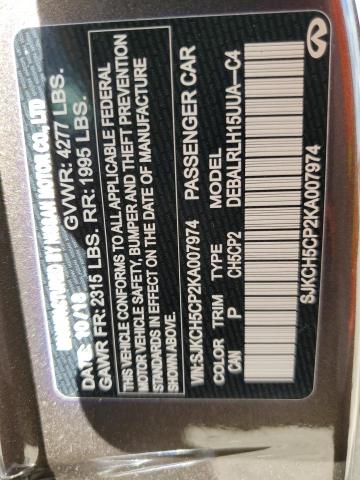 MANUFACTURED BY NISSAN MOTOR CO., LTD
DATE: 10/18 GVWR: 4277 LBS.
GAWR FR: 2315 LBS. RR: 1995 LBS.
THIS VEHICLE CONFORMS TO ALL APPLICABLE FEDERAL
MOTOR VEHICLE SAFETY, BUMPER AND THEFT PREVENTION
STANDARDS IN EFFECT ON THE DATE OF MANUFACTURE
SHOWN ABOVE.
VIN:SJKCH5CP2KA007974 PASSENGER CAR
COLOR TRIM TYPE MODEL
CAN P CH5CP2 DEBALRLH15UUA--C4
SJKCH5CP2KA007974